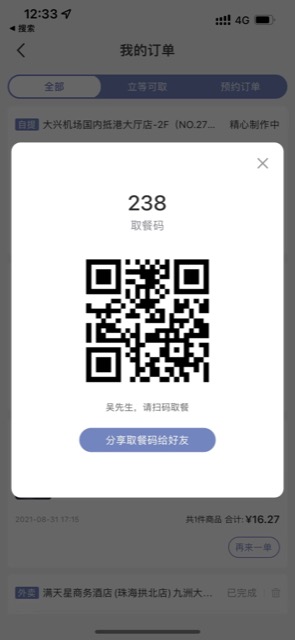 12:33
4G
搜索
我的订单
全部
立等可取
预约订单
自提 大兴机场国内抵港大厅店-2F（NO.27... 精心制作中
238
取餐码
吴先生，请扫码取餐
分享取餐码给好友
2021-08-31 17:15
共1件商品 合计: ¥16.27
再来一单
外卖 满天星商务酒店 (珠海拱北店) 九洲大... 已完成